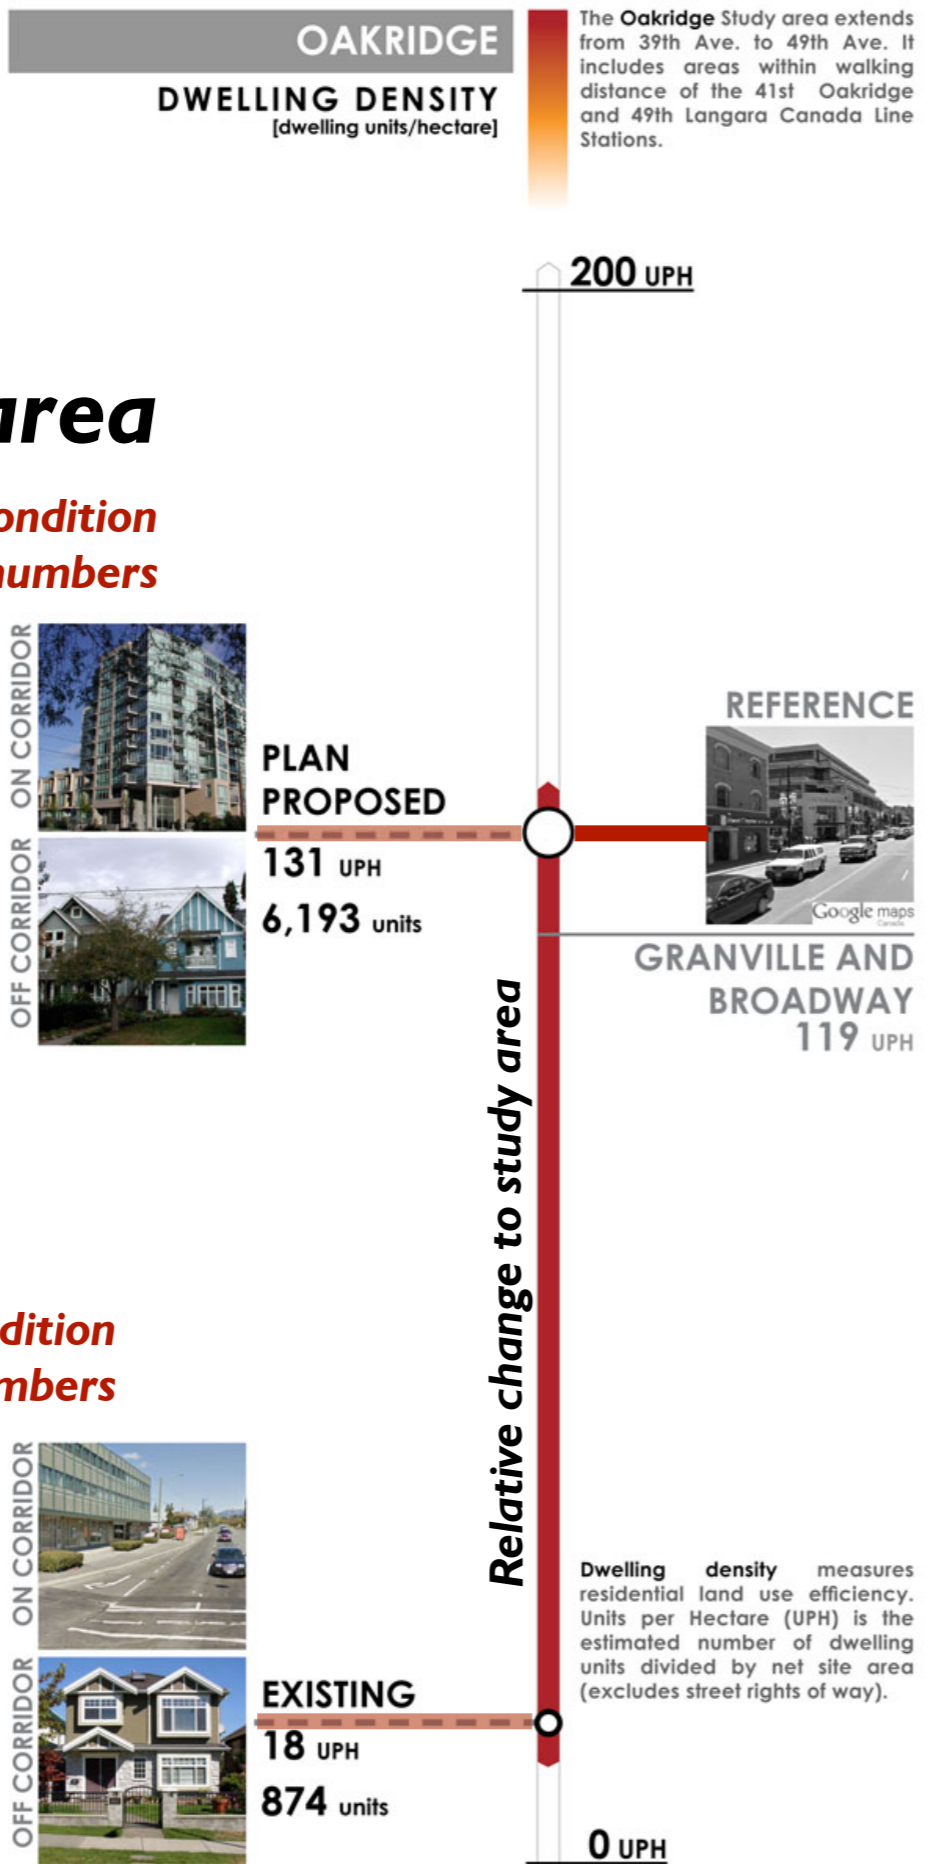 OAKRIDGE
DWELLING DENSITY
[dwelling units/hectare]
The Oakridge Study area extends
from 39th Ave. to 49th Ave. It
includes areas within walking
distance of the 41st Oakridge
and 49th Langara Canada Line
Stations.
200 UPH
area
ondition
numbers
ON CORRIDOR
OFF CORRIDOR
PLAN
PROPOSED
131 UPH
6,193 units
REFERENCE
Google maps
Canada
GRANVILLE AND
BROADWAY
119 UPH
Relative change to study area
dition
mbers
ON CORRIDOR
OFF CORRIDOR
EXISTING
18 UPH
874 units
Dwelling density measures
residential land use efficiency.
Units per Hectare (UPH) is the
estimated number of dwelling
units divided by net site area
(excludes street rights of way).
0 UPH